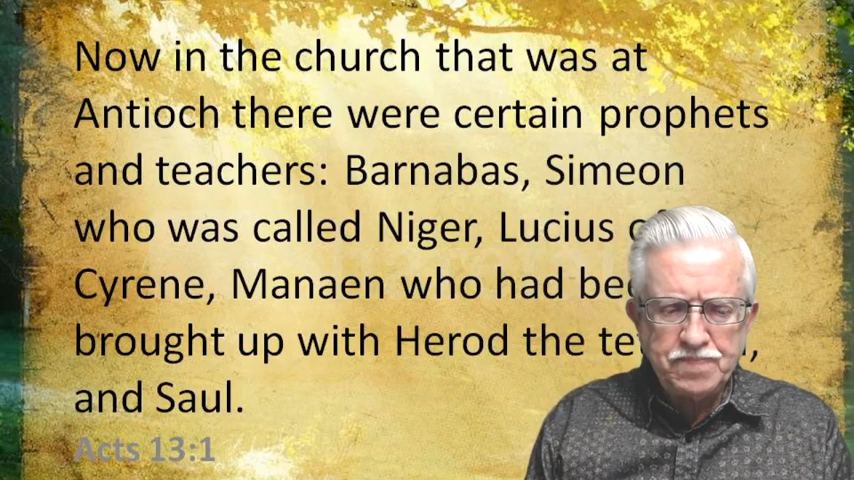 Now in the church that was at
Antioch there were certain prophets
and teachers: Barnabas, Simeon
who was called Niger, Lucius
Cyrene, Manaen who had
brought up with Herod the
and Saul.
Acts 13:1